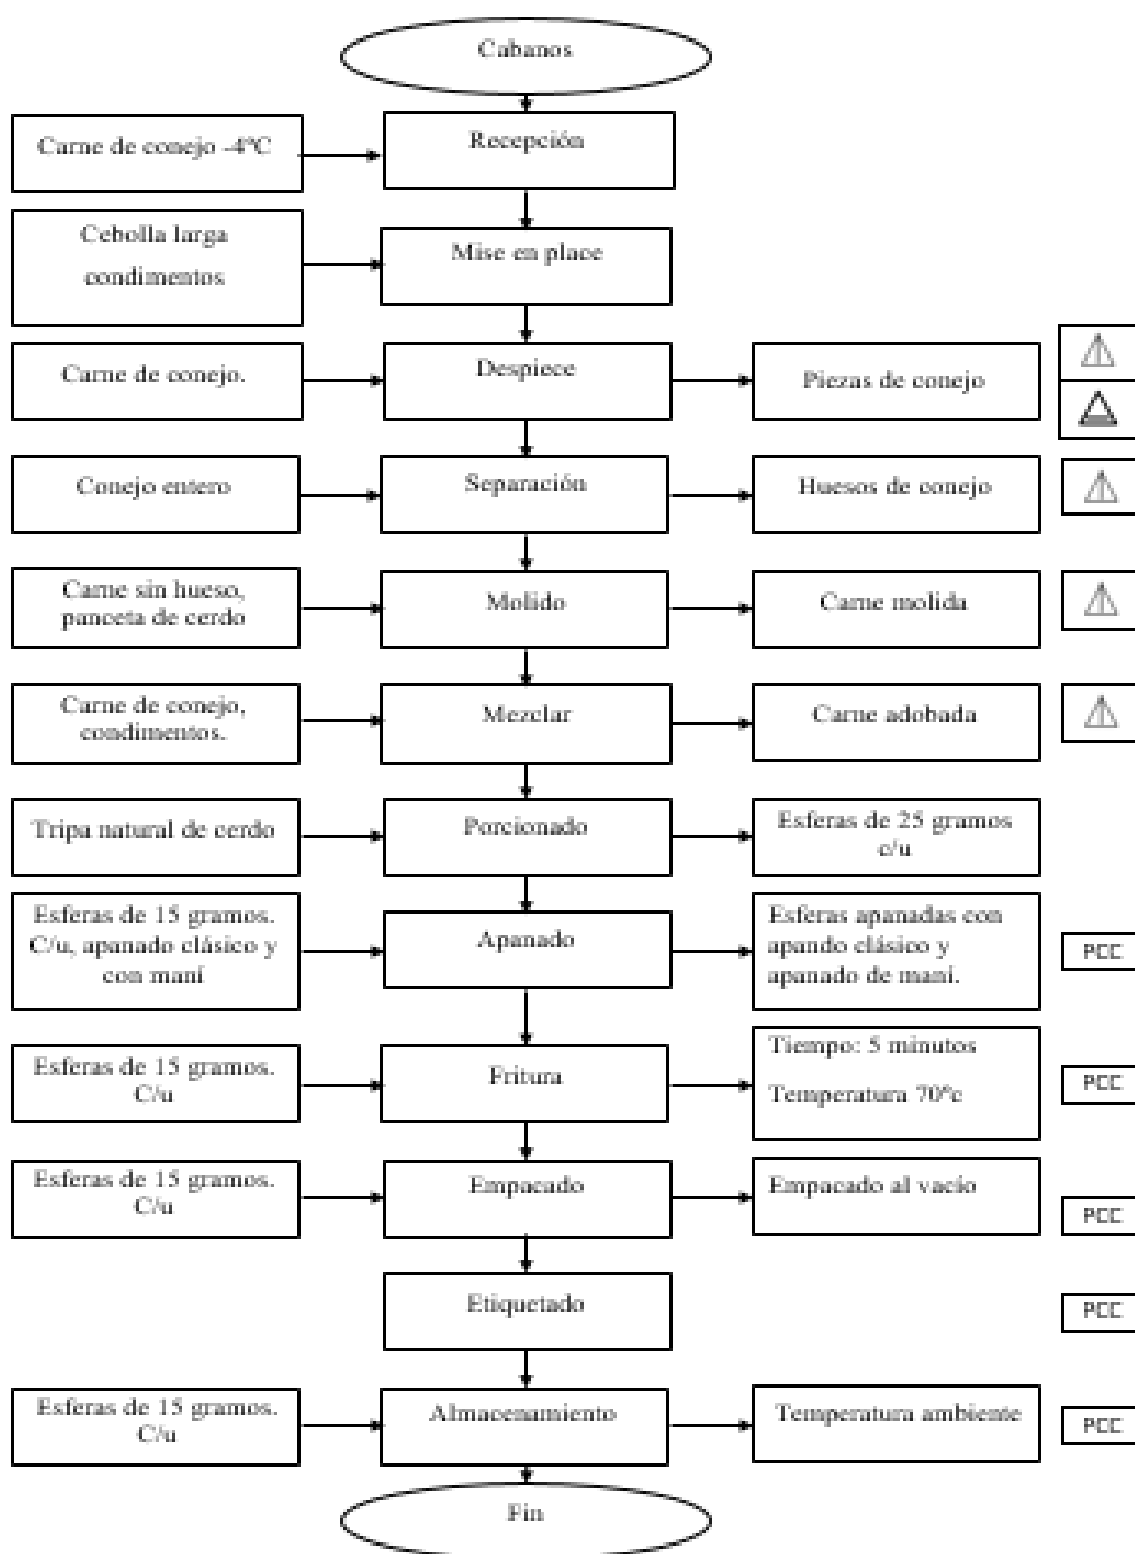 Cabanos
Carne de conejo -4ºC
Recepción
Cebolla larga
condimentos
Mise en place
Carne de conejo.
Despiece
Piezas de conejo
Conejo entero
Separación
Huesos de conejo
Carne sin hueso,
panceta de cerdo
Molido
Carne molida
Carne de conejo,
condimentos.
Mezclar
Carne adobada
Tripa natural de cerdo
Porcionado
Esferas de 25 gramos
c/u
Esferas de 15 gramos.
C/u, apanado clásico y
con maní
Apanado
Esferas apanadas con
apando clásico y
apanado de maní.
PCC
Esferas de 15 gramos.
C/u
Fritura
Tiempo: 5 minutos
Temperatura 70ºc
PCC
Esferas de 15 gramos.
C/u
Empacado
Empacado al vacío
PCC
Etiquetado
PCC
Esferas de 15 gramos.
C/u
Almacenamiento
Temperatura ambiente
PCC
Fin